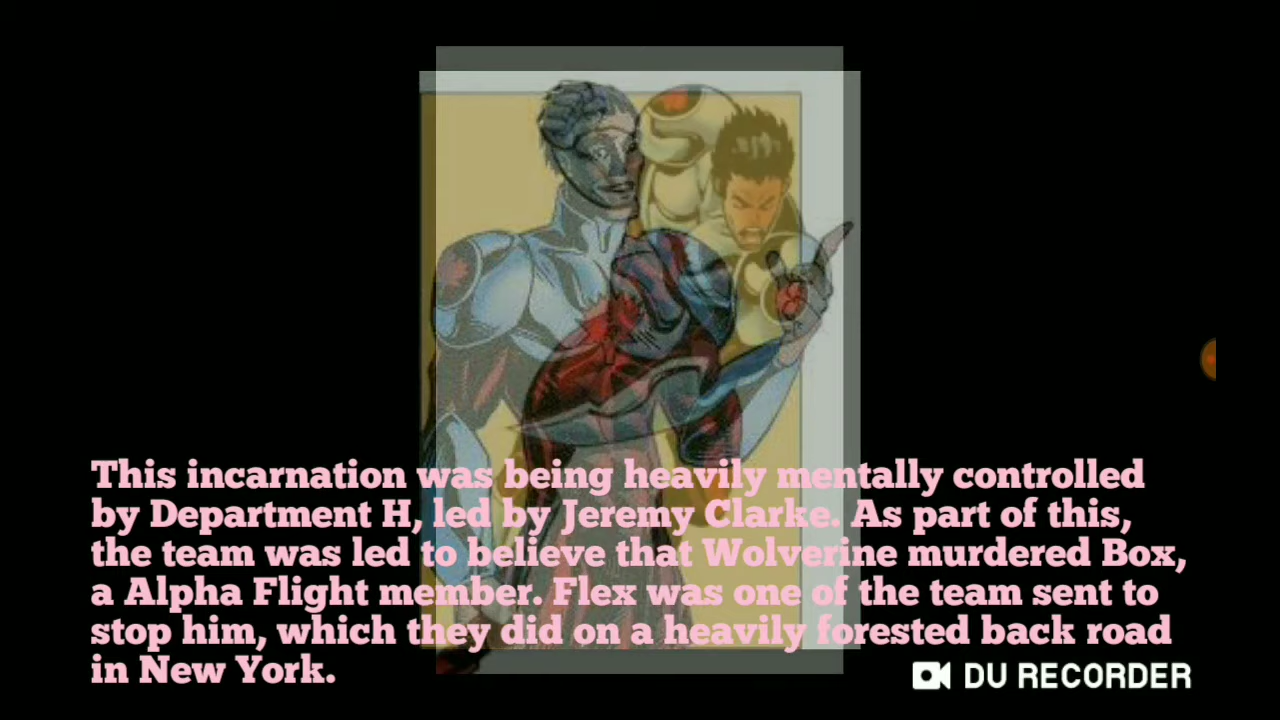 This incarnation was being heavily mentally controlled
by Department H, led by Jeremy Clarke. As part of this,
the team was led to believe that Wolverine murdered Box,
a Alpha Flight member. Flex was one of the team sent to
stop him, which they did on a heavily forested back road
in New York.
DU RECORDER